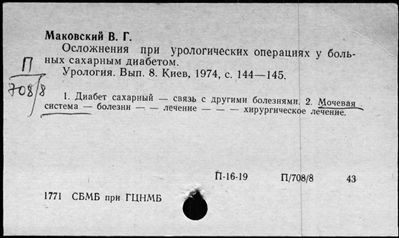 Маковский В. Г.
Осложнения при урологических операциях у боль-
ных сахарным диабетом.
Урология. Вып. 8. Киев, 1974, с. 144—145.
П
708/8
1. Диабет сахарный — связь с другими болезнями. 2. Мочевая
система — болезни — — лечение — — — хирургическое лечение.
П-16-19 П/708/8 43
1771 СБМБ при ГЦНМБ